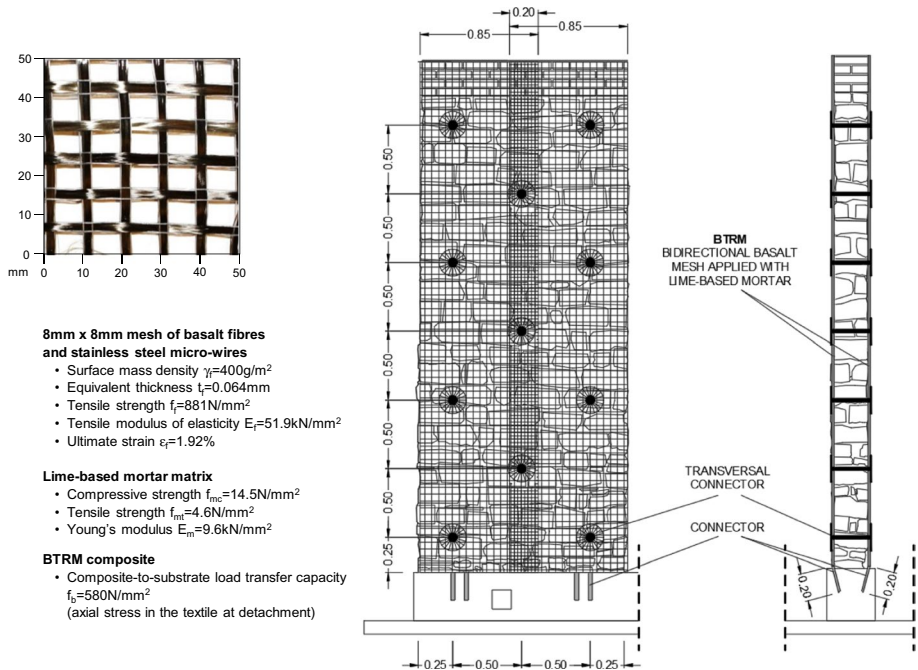 50
40
30
20
10
0
mm 0 10 20 30 40 50
8mm x 8mm mesh of basalt fibres
and stainless steel micro-wires
• Surface mass density γf=400g/m²
• Equivalent thickness tf=0.064mm
• Tensile strength ff=881N/mm²
• Tensile modulus of elasticity Ef=51.9kN/mm²
• Ultimate strain εf=1.92%
Lime-based mortar matrix
• Compressive strength fmc=14.5N/mm²
• Tensile strength fmt=4.6N/mm²
• Young's modulus Em=9.6kN/mm²
BTRM composite
• Composite-to-substrate load transfer capacity
fb=580N/mm²
(axial stress in the textile at detachment)
0.20
0.85
0.85
0.50
0.50
0.50
0.50
0.50
0.50
0.25
0.25
0.50
0.50
0.25
BTRM
BIDIRECTIONAL BASALT
MESH APPLIED WITH
LIME-BASED MORTAR
TRANSVERSAL
CONNECTOR
CONNECTOR
0.20
0.20